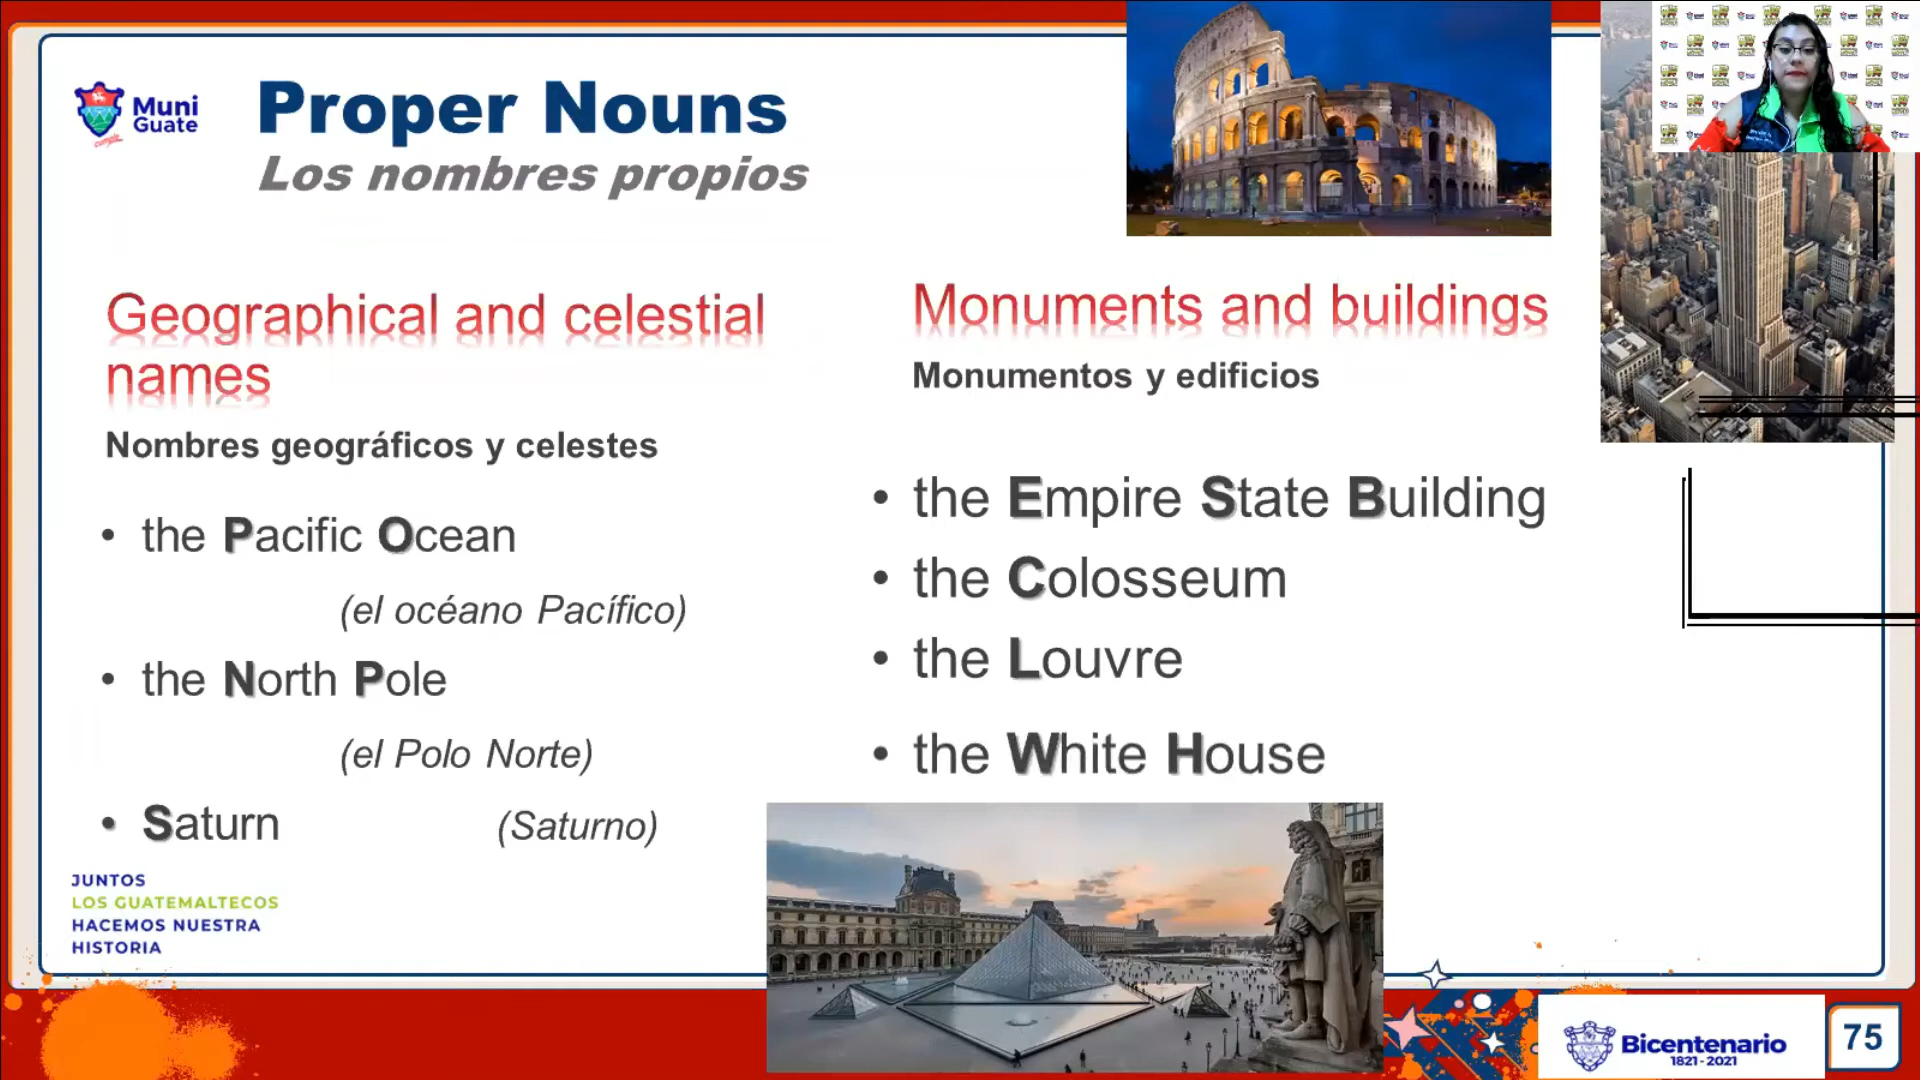 Muni
Guate
Proper Nouns
Los nombres propios
Geographical and celestial
names
Nombres geográficos y celestes
• the Pacific Ocean
(el océano Pacífico)
• the North Pole
(el Polo Norte)
• Saturn (Saturno)
Monuments and buildings
Monumentos y edificios
• the Empire State Building
• the Colosseum
• the Louvre
• the White House
JUNTOS
LOS GUATEMALTECOS
HACEMOS NUESTRA
HISTORIA
Bicentenario
1821-2021
75